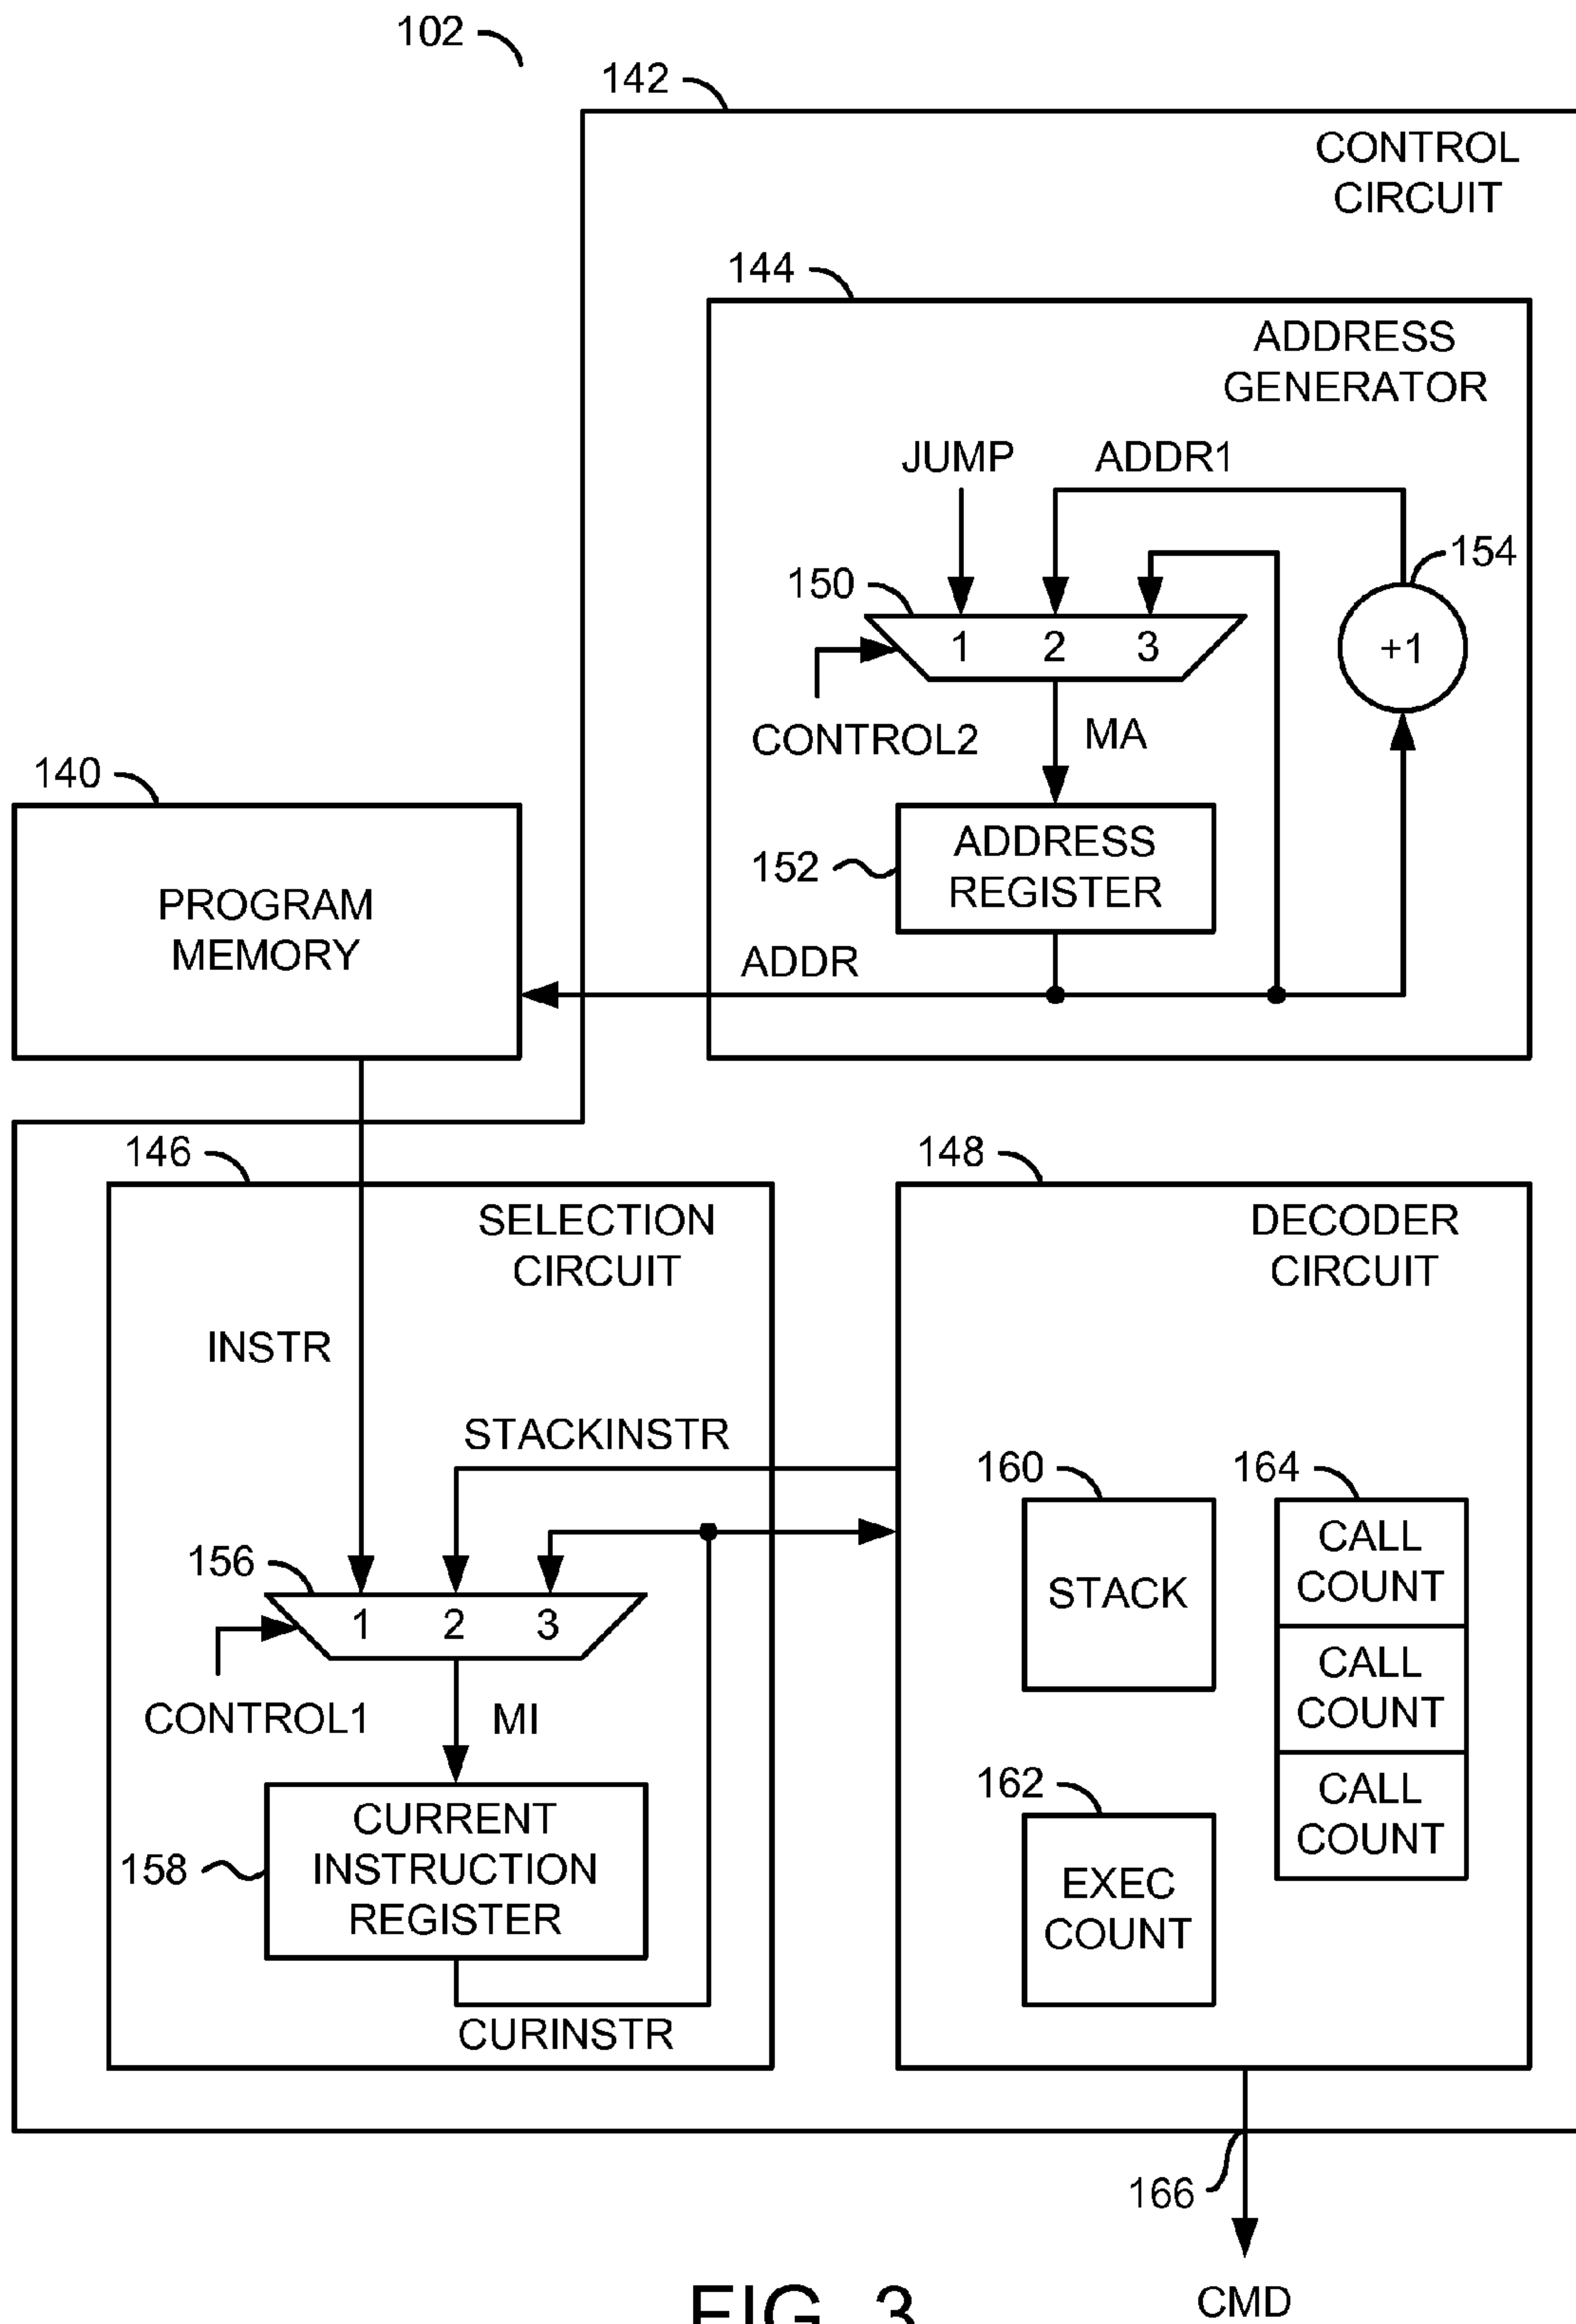 102
142
CONTROL
CIRCUIT
144
ADDRESS
GENERATOR
JUMP
ADDR1
154
150
1
2
3
+1
CONTROL2
MA
140
PROGRAM
MEMORY
152
ADDRESS
REGISTER
ADDR
146
148
SELECTION
CIRCUIT
DECODER
CIRCUIT
INSTR
STACKINSTR
160
164
CALL
COUNT
156
STACK
1
2
3
CALL
COUNT
CONTROL1
MI
162
CALL
COUNT
CURRENT
INSTRUCTION
REGISTER
158
EXEC
COUNT
CURINSTR
166
CMD
FIG. 3